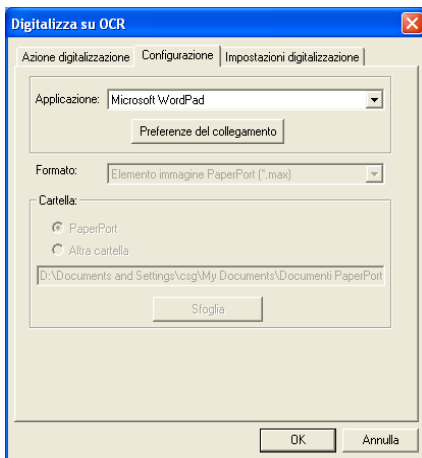 Digitalizza su OCR
Azione digitalizzazione Configurazione Impostazioni digitalizzazione
Applicazione: Microsoft WordPad
Preferenze del collegamento
Formato: Elemento immagine PaperPort (*.max)
Cartella:
PaperPort
Altra cartella
D:\Documents and Settings\csg\My Documents\Documenti PaperPort
Sfoglia
OK Annulla